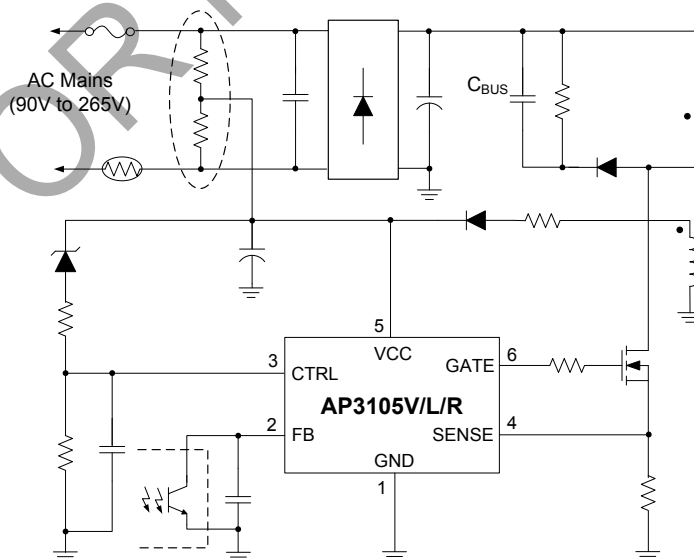 AC Mains
(90V to 265V)
CBUS
5
VCC
3
CTRL
GATE
6
AP3105V/L/R
2
FB
SENSE
4
GND
1